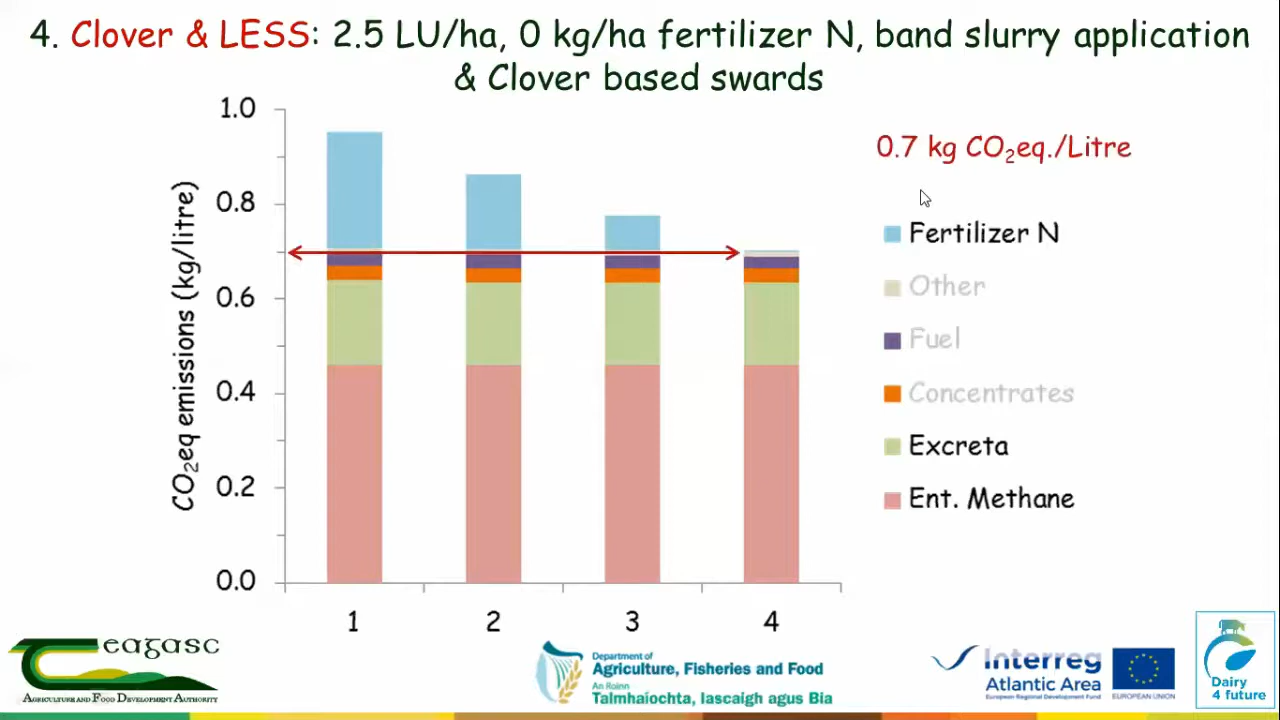 4. Clover & LESS: 2.5 LU/ha, 0 kg/ha fertilizer N, band slurry application
& Clover based swards
0.7 kg CO₂eq./Litre
CO₂eq emissions (kg/litre)
1.0
0.8
0.6
0.4
0.2
0.0
1 2 3 4
Fertilizer N
Other
Fuel
Concentrates
Excreta
Ent. Methane
Teagasc
AGRICULTURE AND FOOD DEVELOPMENT AUTHORITY
Department of
Agriculture, Fisheries and Food
An Roinn
Talmhaíochta, Iascaigh agus Bia
Interreg
Atlantic Area
European Regional Development Fund
EUROPEAN UNION
Dairy
4 future